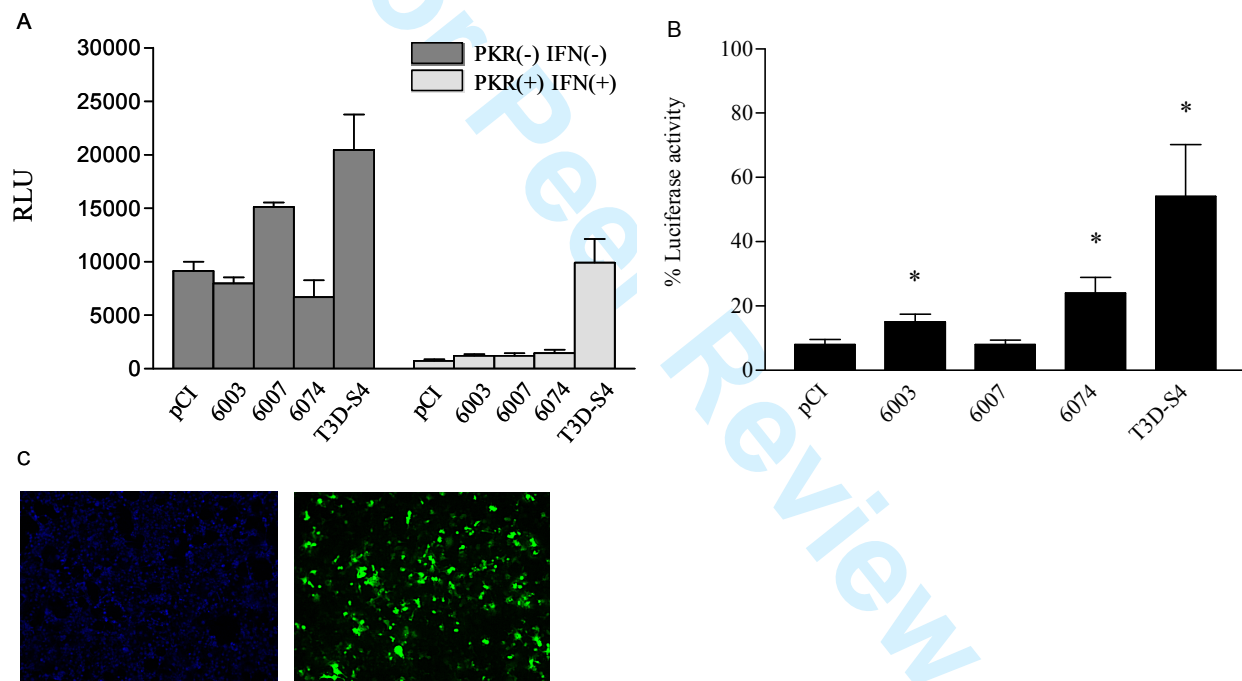 A
30000
25000
20000
15000
10000
5000
0
RLU
PKR(-) IFN(-)
PKR(+) IFN(+)
pCI
6003
6007
6074
T3D-S4
pCI
6003
6007
6074
T3D-S4
B
100
80
60
40
20
0
% Luciferase activity
*
*
*
pCI
6003
6007
6074
T3D-S4
C
or Peer Review